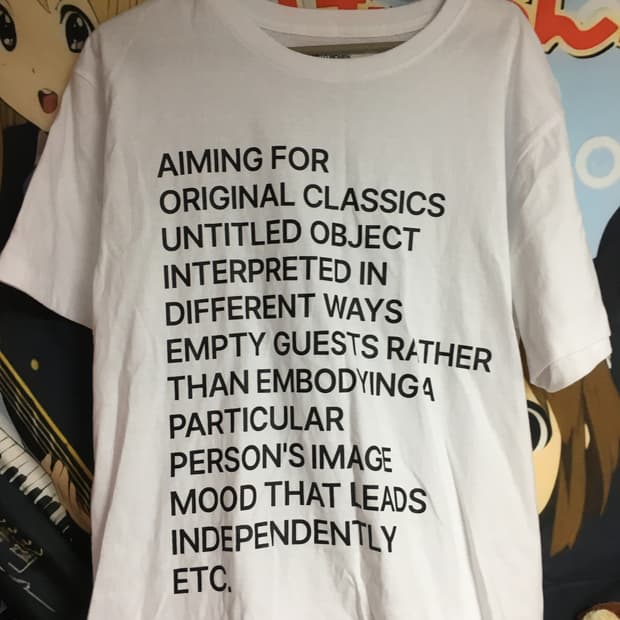 AIMING FOR
ORIGINAL CLASSICS
UNTITLED OBJECT
INTERPRETED IN
DIFFERENT WAYS
EMPTY GUESTS RATHER
THAN EMBODYING A
PARTICULAR
PERSON'S IMAGE
MOOD THAT LEADS
INDEPENDENTLY
ETC.